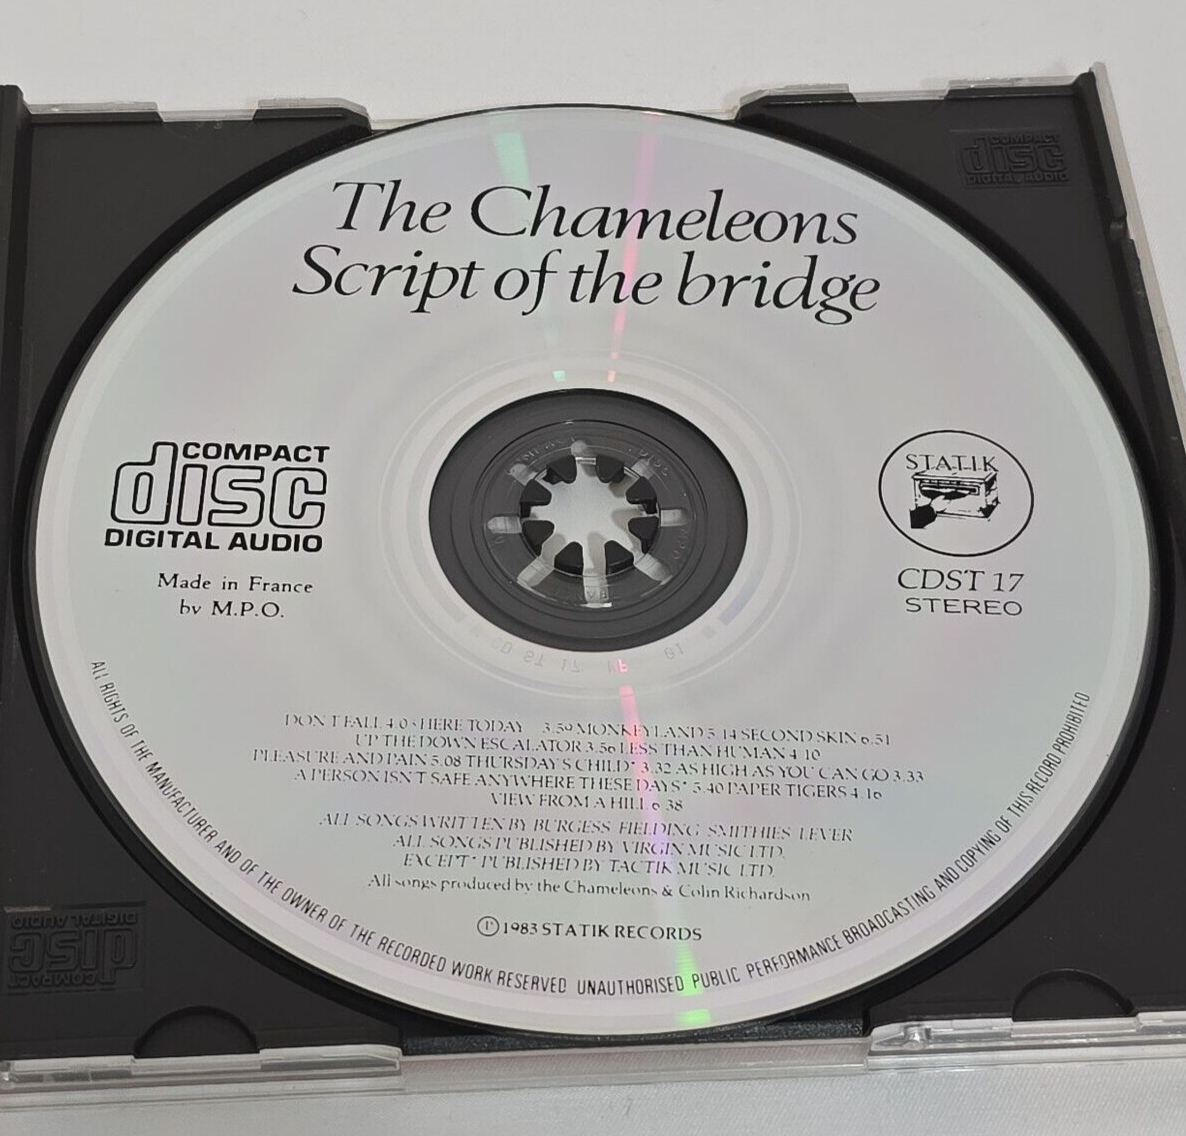 The Chameleons
Script of the bridge
COMPACT
disc
DIGITAL AUDIO
COMPACT
disc
DIGITAL AUDIO
STATIK
CDST 17
STEREO
Made in France
by M.P.O.
DON'T FALL HERE TODAY 3.59 MONKEYLAND 5.14 SECOND SKIN 6.51
UP THE DOWN ESCALATOR 3.56 LESS THAN HUMAN 4.10
PLEASURE AND PAIN 5.08 THURSDAY'S CHILD* 3.32 AS HIGH AS YOU CAN GO 3.33
A PERSON ISN'T SAFE ANYWHERE THESE DAYS* 5.40 PAPER TIGERS 4.16
VIEW FROM A HILL 6.38
ALL SONGS WRITTEN BY BURGESS FIELDING SMITHIES LEVER
ALL SONGS PUBLISHED BY VIRGIN MUSIC LTD.
EXCEPT* PUBLISHED BY TACTIK MUSIC LTD.
All songs produced by the Chameleons & Colin Richardson
Ⓟ 1983 STATIK RECORDS
ALL RIGHTS OF THE MANUFACTURER AND OF THE OWNER OF THE RECORDED WORK RESERVED UNAUTHORISED PUBLIC PERFORMANCE BROADCASTING AND COPYING OF THIS RECORD PROHIBITED
COMPACT
disc
DIGITAL AUDIO